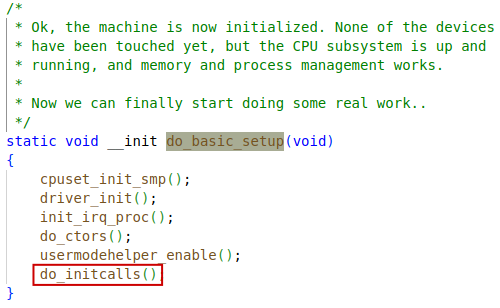 /*
 * Ok, the machine is now initialized. None of the devices
 * have been touched yet, but the CPU subsystem is up and
 * running, and memory and process management works.
 *
 * Now we can finally start doing some real work..
 */
static void __init do_basic_setup(void)
{
    cpuset_init_smp();
    driver_init();
    init_irq_proc();
    do_ctors();
    usermodehelper_enable();
    do_initcalls();
}